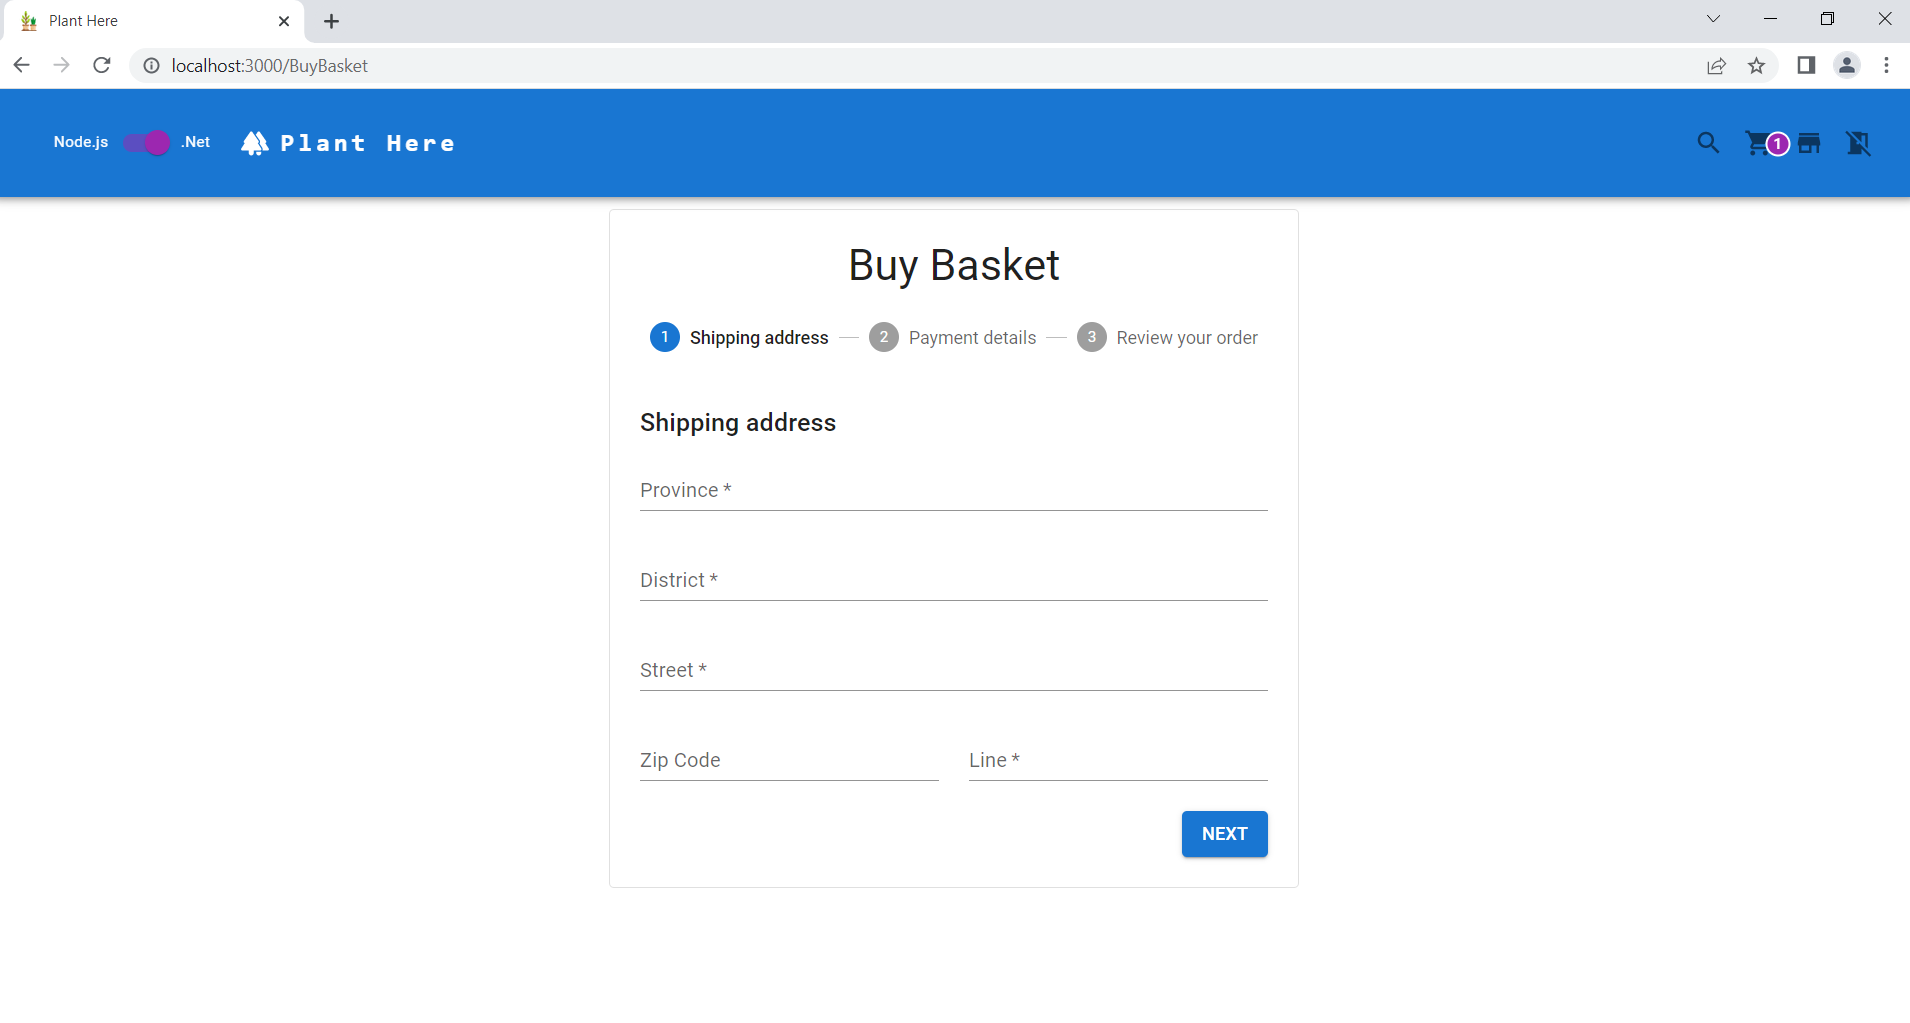 Plant Here
localhost:3000/BuyBasket
Node.js .Net Plant Here 1
Buy Basket
1 Shipping address 2 Payment details 3 Review your order
Shipping address
Province *
District *
Street *
Zip Code Line *
NEXT